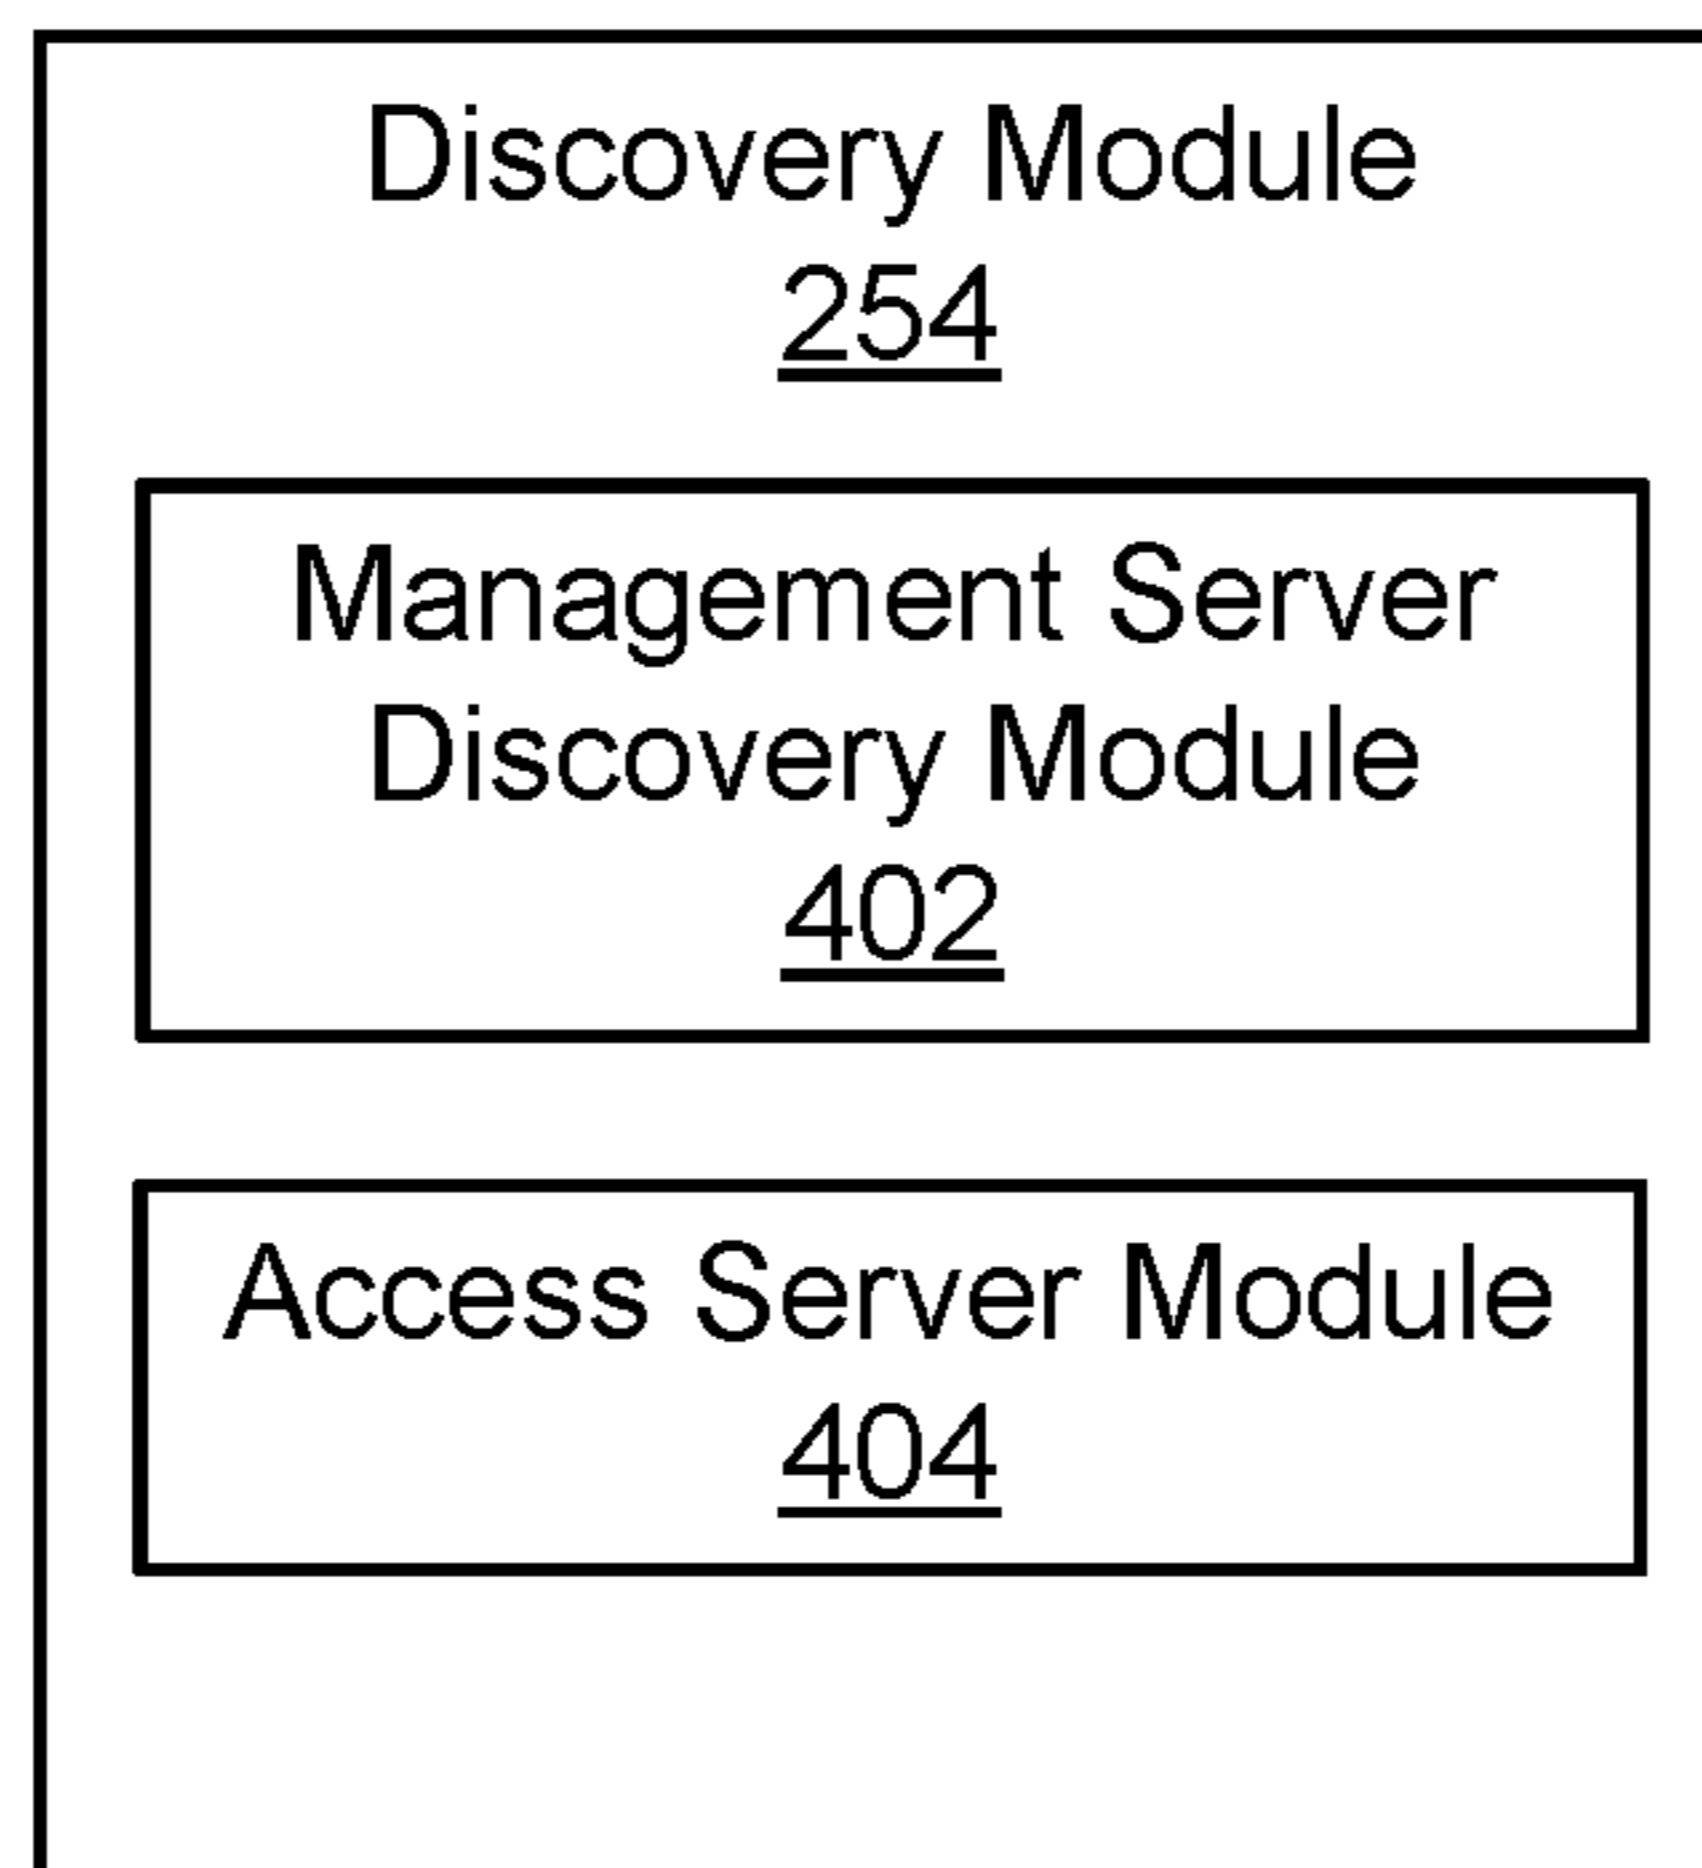 Discovery Module
254
Management Server
Discovery Module
402
Access Server Module
404